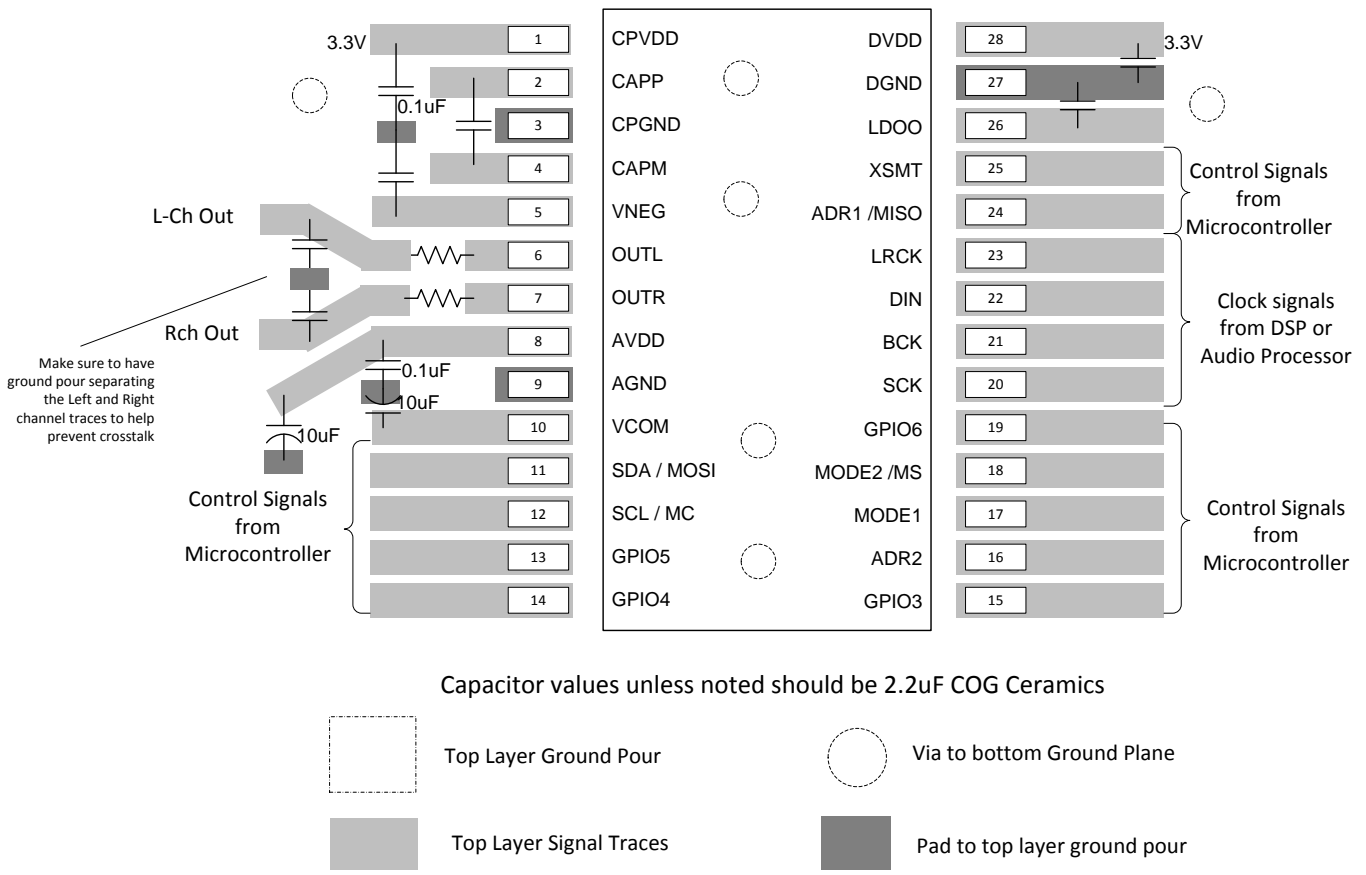 3.3V
1
CPVDD
DVDD
28
3.3V
2
CAPP
DGND
27
0.1uF
3
CPGND
LDOO
26
4
CAPM
XSMT
25
Control Signals
from
Microcontroller
L-Ch Out
5
VNEG
ADR1 /MISO
24
6
OUTL
LRCK
23
7
OUTR
DIN
22
Clock signals
from DSP or
Audio Processor
Rch Out
8
AVDD
BCK
21
Make sure to have
ground pour separating
the Left and Right
channel traces to help
prevent crosstalk
0.1uF
9
AGND
SCK
20
10uF
10uF
10
VCOM
GPIO6
19
11
SDA / MOSI
MODE2 /MS
18
Control Signals
from
Microcontroller
12
SCL / MC
MODE1
17
Control Signals
from
Microcontroller
13
GPIO5
ADR2
16
14
GPIO4
GPIO3
15
Capacitor values unless noted should be 2.2uF COG Ceramics
Top Layer Ground Pour
Via to bottom Ground Plane
Top Layer Signal Traces
Pad to top layer ground pour